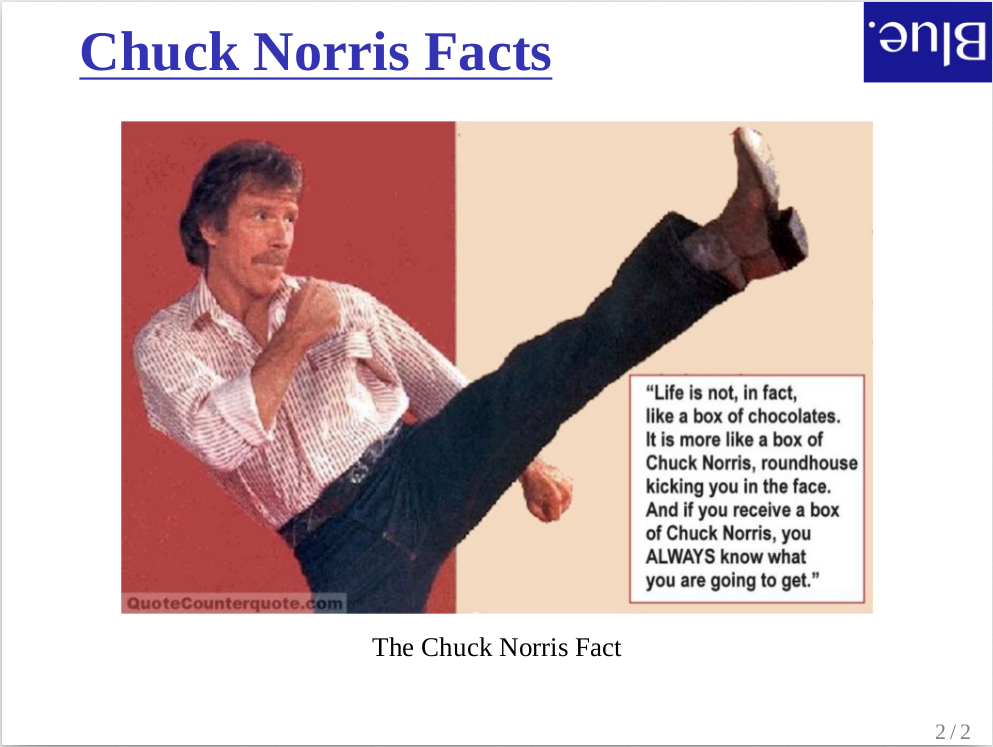 Chuck Norris Facts
Blue.
“Life is not, in fact,
like a box of chocolates.
It is more like a box of
Chuck Norris, roundhouse
kicking you in the face.
And if you receive a box
of Chuck Norris, you
ALWAYS know what
you are going to get.”
QuoteCounterquote.com
The Chuck Norris Fact
2 / 2